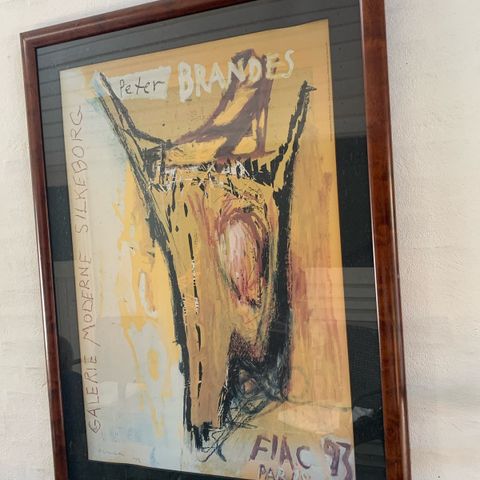 Peter BRANDES
GALERIE MODERNE SILKEBORG
FIAC 93
PARIS